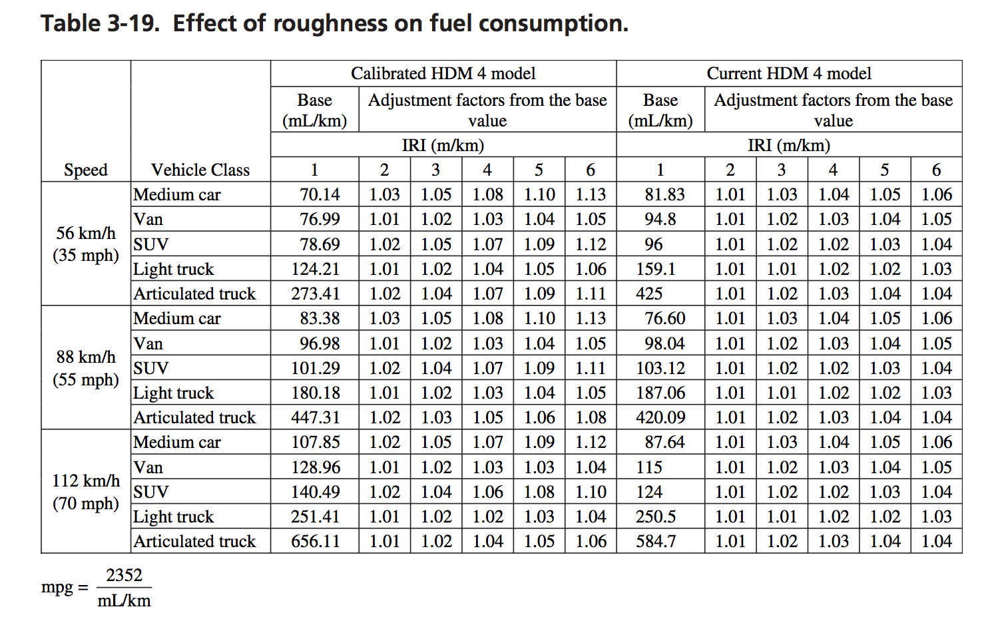 Table 3-19. Effect of roughness on fuel consumption.
Calibrated HDM 4 model Current HDM 4 model
Base Adjustment factors from the base Base Adjustment factors from the base
(mL/km) value (mL/km) value
IRI (m/km) IRI (m/km)
Speed Vehicle Class 1 2 3 4 5 6 1 2 3 4 5 6
56 km/h
(35 mph)
Medium car 70.14 1.03 1.05 1.08 1.10 1.13 81.83 1.01 1.03 1.04 1.05 1.06
Van 76.99 1.01 1.02 1.03 1.04 1.05 94.8 1.01 1.02 1.03 1.04 1.05
SUV 78.69 1.02 1.05 1.07 1.09 1.12 96 1.01 1.02 1.02 1.03 1.04
Light truck 124.21 1.01 1.02 1.04 1.05 1.06 159.1 1.01 1.01 1.02 1.02 1.03
Articulated truck 273.41 1.02 1.04 1.07 1.09 1.11 425 1.01 1.02 1.03 1.04 1.04
88 km/h
(55 mph)
Medium car 83.38 1.03 1.05 1.08 1.10 1.13 76.60 1.01 1.03 1.04 1.05 1.06
Van 96.98 1.01 1.02 1.03 1.04 1.05 98.04 1.01 1.02 1.03 1.04 1.05
SUV 101.29 1.02 1.04 1.07 1.09 1.11 103.12 1.01 1.02 1.02 1.03 1.04
Light truck 180.18 1.01 1.02 1.03 1.04 1.05 187.06 1.01 1.01 1.02 1.02 1.03
Articulated truck 447.31 1.02 1.03 1.05 1.06 1.08 420.09 1.01 1.02 1.03 1.04 1.04
112 km/h
(70 mph)
Medium car 107.85 1.02 1.05 1.07 1.09 1.12 87.64 1.01 1.03 1.04 1.05 1.06
Van 128.96 1.01 1.02 1.03 1.03 1.04 115 1.01 1.02 1.03 1.04 1.05
SUV 140.49 1.02 1.04 1.06 1.08 1.10 124 1.01 1.02 1.02 1.03 1.04
Light truck 251.41 1.01 1.02 1.02 1.03 1.04 250.5 1.01 1.01 1.02 1.02 1.03
Articulated truck 656.11 1.01 1.02 1.04 1.05 1.06 584.7 1.01 1.02 1.03 1.04 1.04
2352
mpg =
mL/km